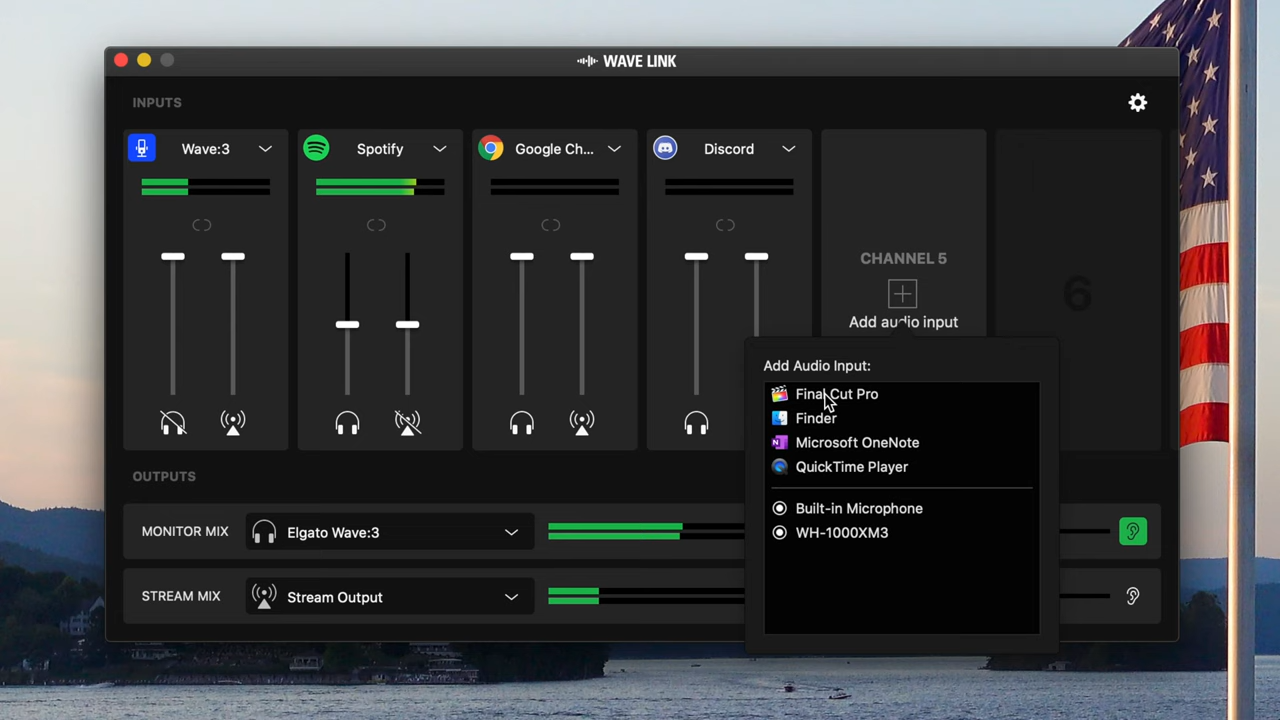 WAVE LINK
INPUTS
Wave:3
Spotify
Google Ch...
Discord
CHANNEL 5
Add audio input
6
Add Audio Input:
Final Cut Pro
Finder
Microsoft OneNote
QuickTime Player
Built-in Microphone
WH-1000XM3
OUTPUTS
MONITOR MIX
Elgato Wave:3
STREAM MIX
Stream Output